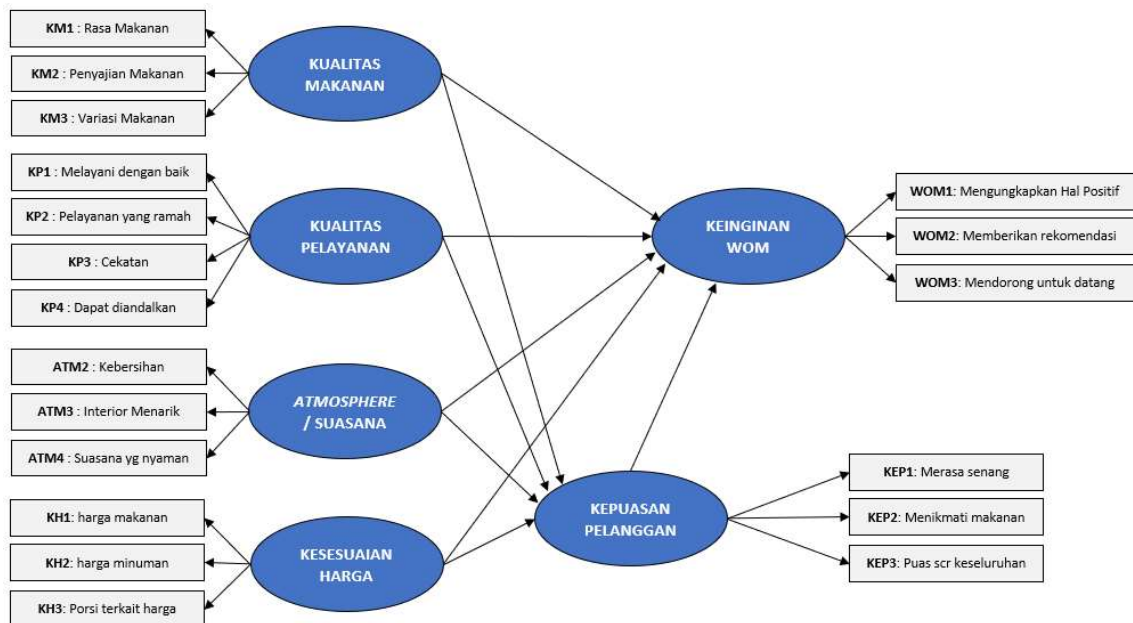 KM1 : Rasa Makanan
KM2 : Penyajian Makanan
KM3 : Variasi Makanan
KUALITAS
MAKANAN
KP1 : Melayani dengan baik
KP2 : Pelayanan yang ramah
KP3 : Cekatan
KP4 : Dapat diandalkan
KUALITAS
PELAYANAN
ATM2 : Kebersihan
ATM3 : Interior Menarik
ATM4 : Suasana yg nyaman
ATMOSPHERE
/ SUASANA
KH1: harga makanan
KH2: harga minuman
KH3: Porsi terkait harga
KESESUAIAN
HARGA
KEINGINAN
WOM
WOM1: Mengungkapkan Hal Positif
WOM2: Memberikan rekomendasi
WOM3: Mendorong untuk datang
KEPUASAN
PELANGGAN
KEP1: Merasa senang
KEP2: Menikmati makanan
KEP3: Puas scr keseluruhan